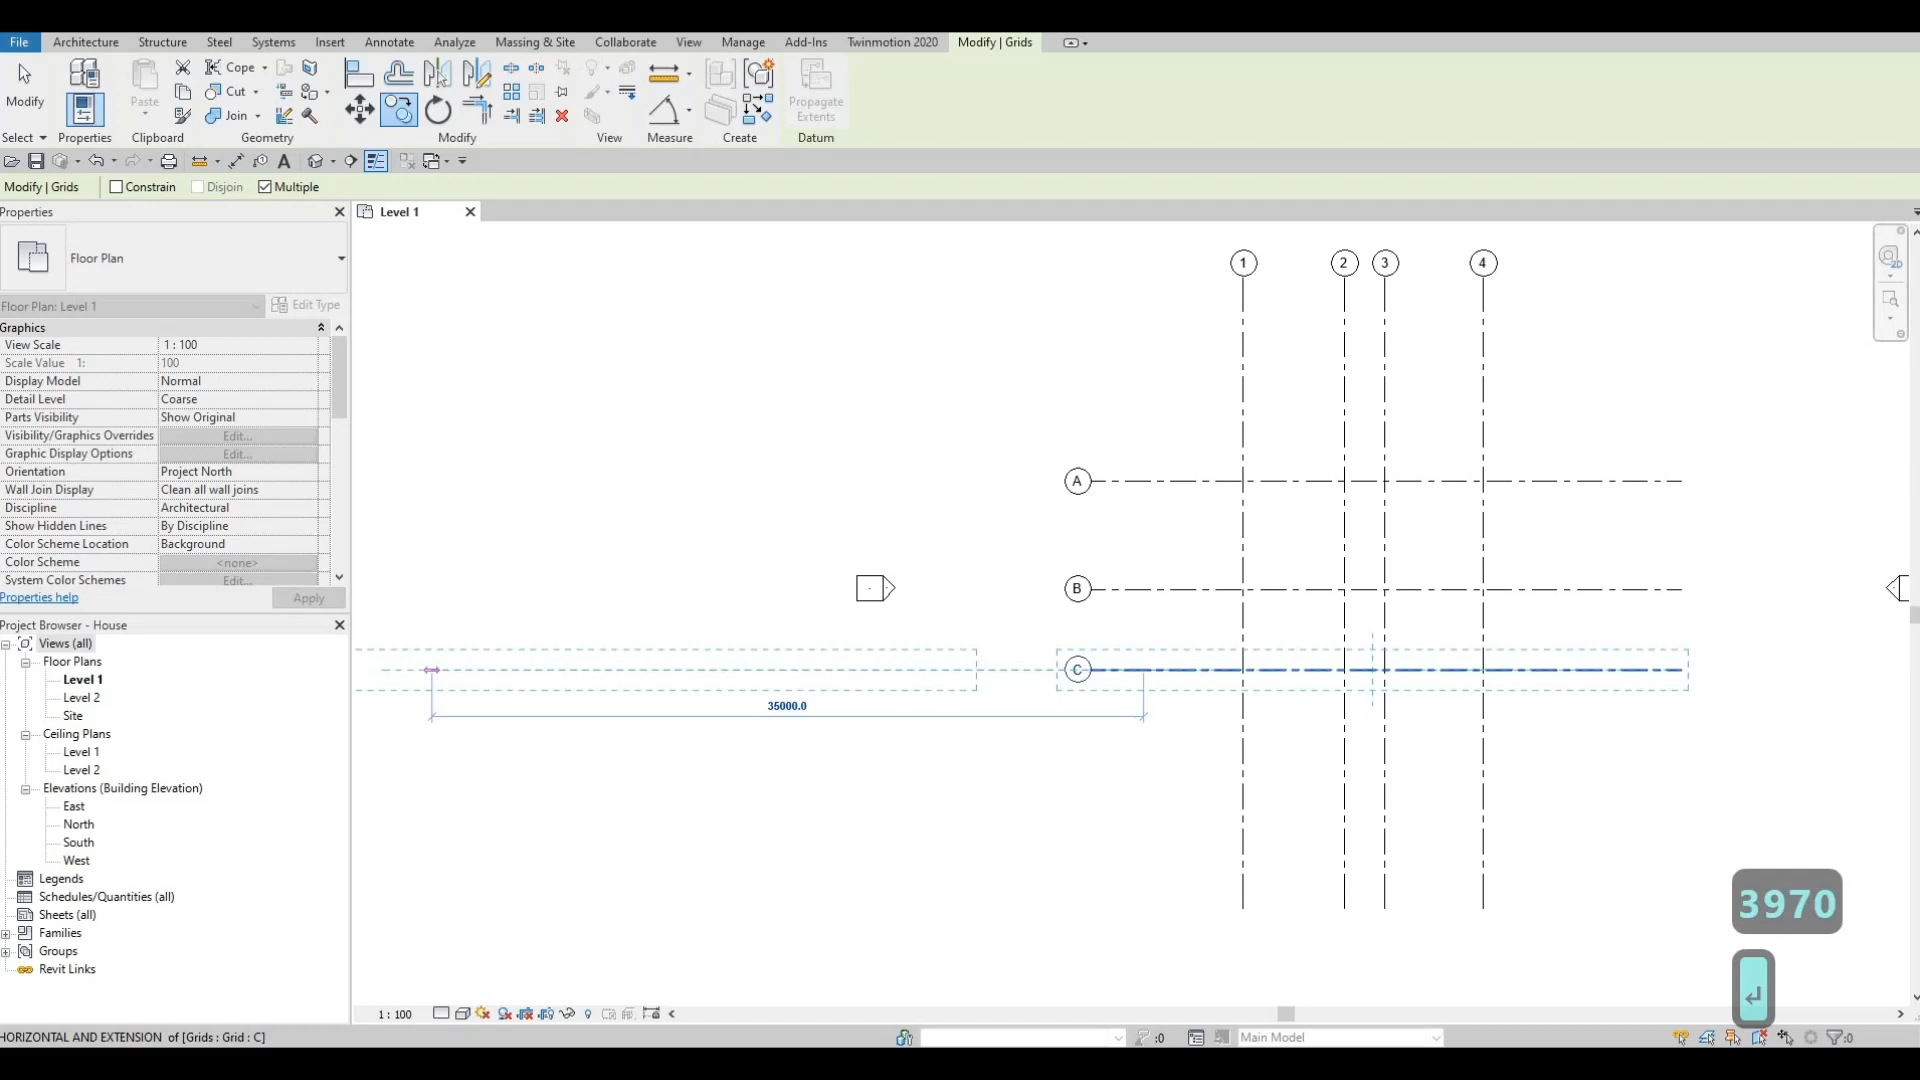 File Architecture Structure Steel Systems Insert Annotate Analyze Massing & Site Collaborate View Manage Add-Ins Twinmotion 2020 Modify | Grids
Cope
Cut
Join
Modify
Paste
Propagate
Extents
Select Properties Clipboard Geometry Modify View Measure Create Datum
A
Modify | Grids Constrain Disjoin Multiple
Properties
Level 1
Floor Plan
Floor Plan: Level 1 Edit Type
Graphics
View Scale 1 : 100
Scale Value 1: 100
Display Model Normal
Detail Level Coarse
Parts Visibility Show Original
Visibility/Graphics Overrides Edit...
Graphic Display Options Edit...
Orientation Project North
Wall Join Display Clean all wall joins
Discipline Architectural
Show Hidden Lines By Discipline
Color Scheme Location Background
Color Scheme <none>
System Color Schemes Edit...
Properties help Apply
Project Browser - House
Views (all)
Floor Plans
Level 1
Level 2
Site
Ceiling Plans
Level 1
Level 2
Elevations (Building Elevation)
East
North
South
West
Legends
Schedules/Quantities (all)
Sheets (all)
Families
Groups
Revit Links
1 2 3 4
2D
A
B
C
35000.0
3970
1 : 100
HORIZONTAL AND EXTENSION of [Grids : Grid : C]
:0
Main Model
:0